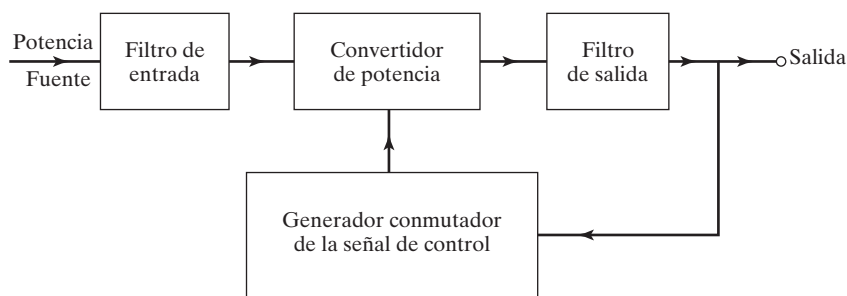 Potencia
Fuente
Filtro de
entrada
Convertidor
de potencia
Filtro
de salida
Salida
Generador conmutador
de la señal de control